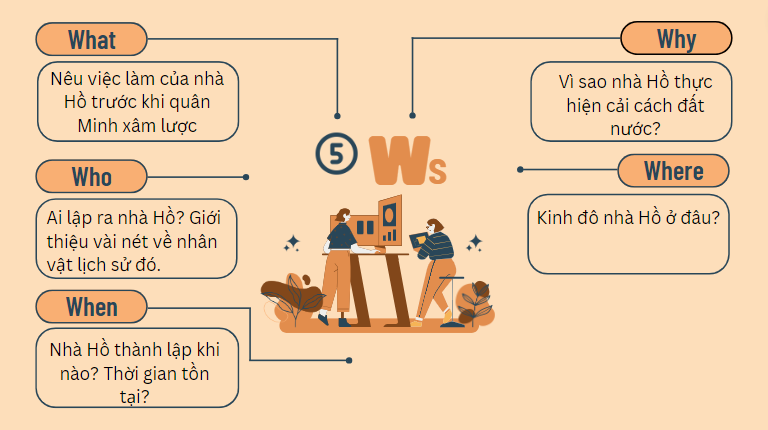 What
Nêu việc làm của nhà
Hồ trước khi quân
Minh xâm lược
Who
Ai lập ra nhà Hồ? Giới
thiệu vài nét về nhân
vật lịch sử đó.
When
Nhà Hồ thành lập khi
nào? Thời gian tồn
tại?
5 Ws
Why
Vì sao nhà Hồ thực
hiện cải cách đất
nước?
Where
Kinh đô nhà Hồ ở đâu?